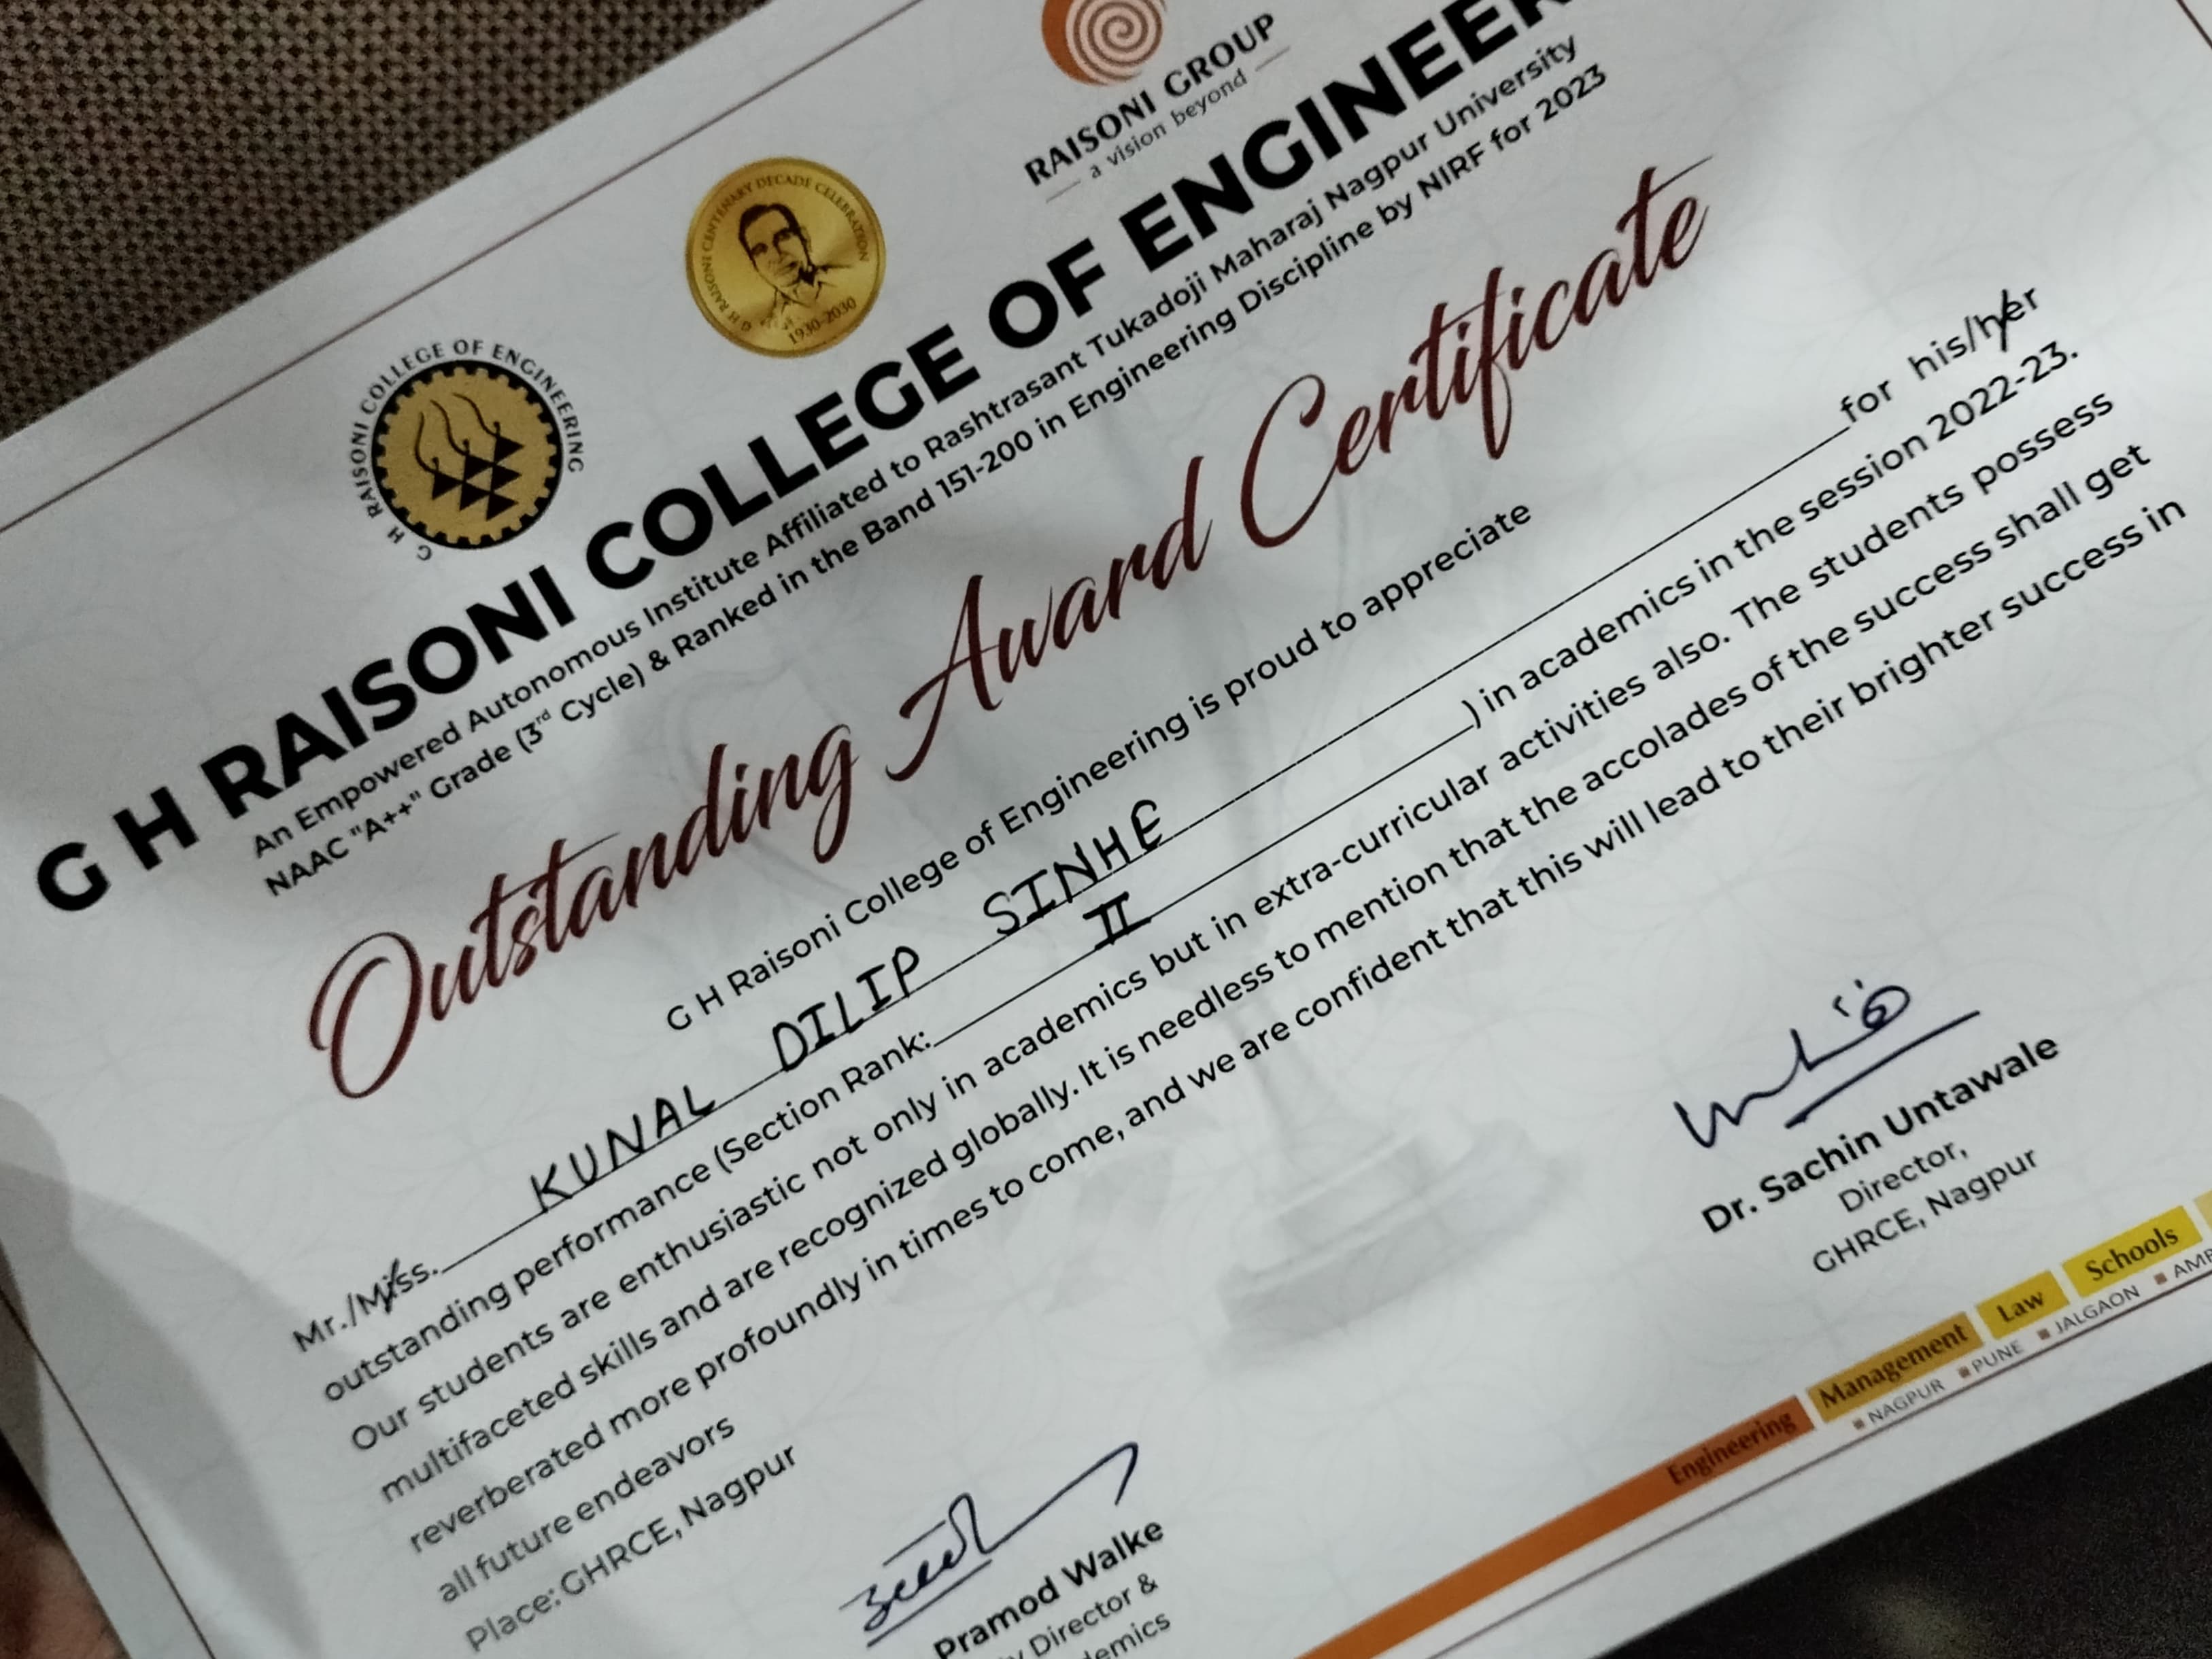 RAISONI GROUP
a vision beyond
G H RAISONI CENTENARY DECADE CELEBRATION
1930-2030
G H RAISONI COLLEGE OF ENGINEERING
G H RAISONI COLLEGE OF ENGINEER
An Empowered Autonomous Institute Affiliated to Rashtrasant Tukadoji Maharaj Nagpur University
NAAC "A++" Grade (3rd Cycle) & Ranked in the Band 151-200 in Engineering Discipline by NIRF for 2023
Outstanding Award Certificate
G H Raisoni College of Engineering is proud to appreciate
Mr./Miss. KUNAL DILIP SINHE for his/her
outstanding performance (Section Rank: II ) in academics in the session 2022-23.
Our students are enthusiastic not only in academics but in extra-curricular activities also. The students possess
multifaceted skills and are recognized globally. It is needless to mention that the accolades of the success shall get
reverberated more profoundly in times to come, and we are confident that this will lead to their brighter success in
all future endeavors
Place: GHRCE, Nagpur
Pramod Walke
y Director &
demics
Dr. Sachin Untawale
Director,
GHRCE, Nagpur
Engineering Management Law Schools
NAGPUR PUNE JALGAON AM